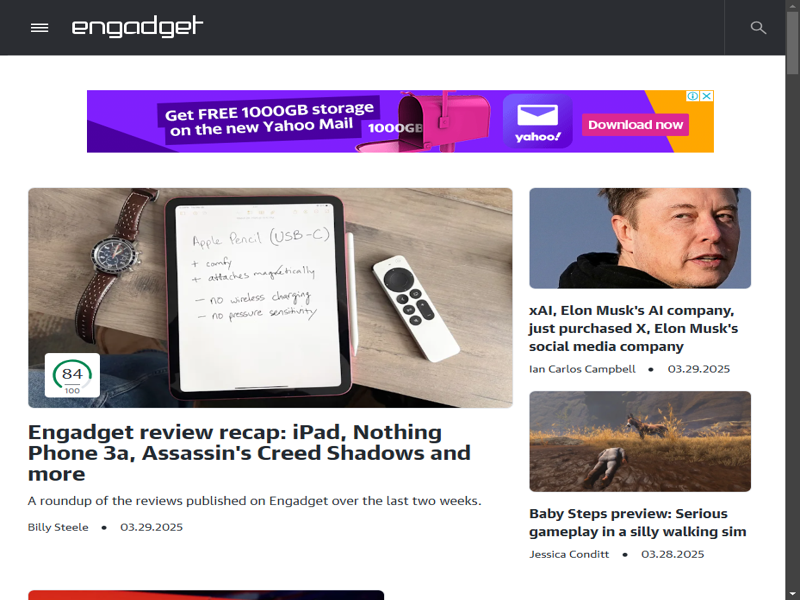 engadget
Get FREE 1000GB storage
on the new Yahoo Mail
1000GB
yahoo!
Download now
Apple Pencil (USB-C)
+ comfy
+ attaches magnetically
- no wireless charging
- no pressure sensitivity
84
100
Engadget review recap: iPad, Nothing
Phone 3a, Assassin's Creed Shadows and
more
A roundup of the reviews published on Engadget over the last two weeks.
Billy Steele • 03.29.2025
xAI, Elon Musk's AI company,
just purchased X, Elon Musk's
social media company
Ian Carlos Campbell • 03.29.2025
Baby Steps preview: Serious
gameplay in a silly walking sim
Jessica Conditt • 03.28.2025